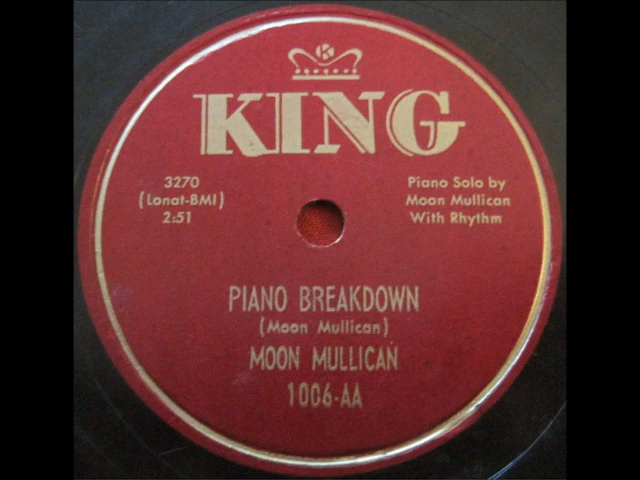 K
KING
3270
(Lonat-BMI)
2:51
Piano Solo by
Moon Mullican
With Rhythm
PIANO BREAKDOWN
(Moon Mullican)
MOON MULLICAN
1006-AA